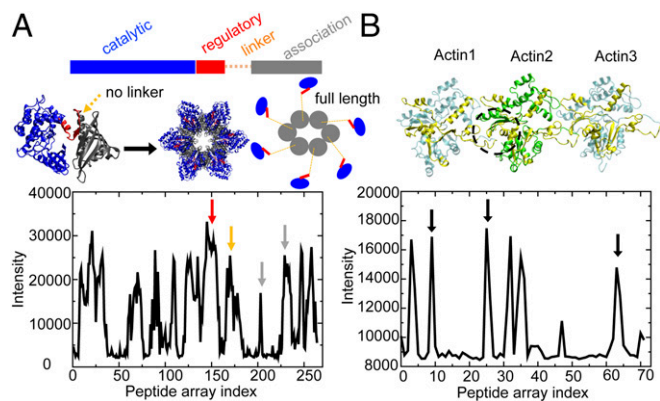 A
catalytic
regulatory
linker
association
no linker
full length
40000
30000
20000
10000
0
Intensity
0 50 100 150 200 250
Peptide array index
B
Actin1 Actin2 Actin3
20000
18000
16000
14000
12000
10000
8000
Intensity
0 10 20 30 40 50 60 70
Peptide array index